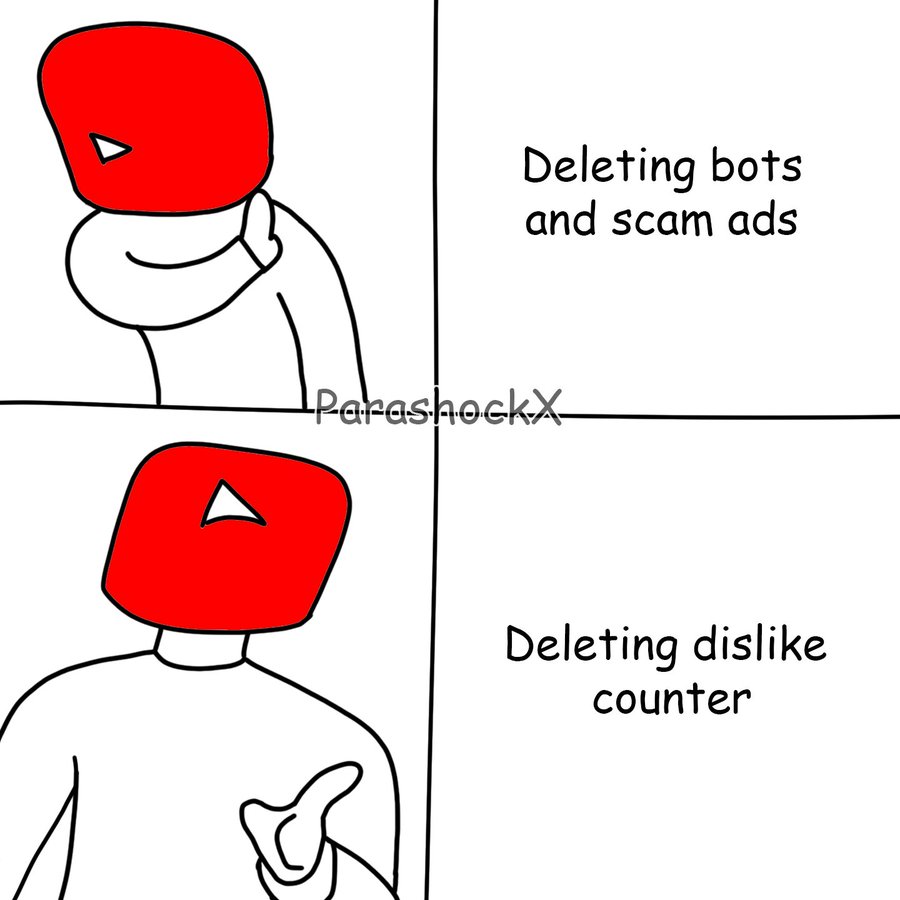 Deleting bots
and scam ads
ParashockX
Deleting dislike
counter